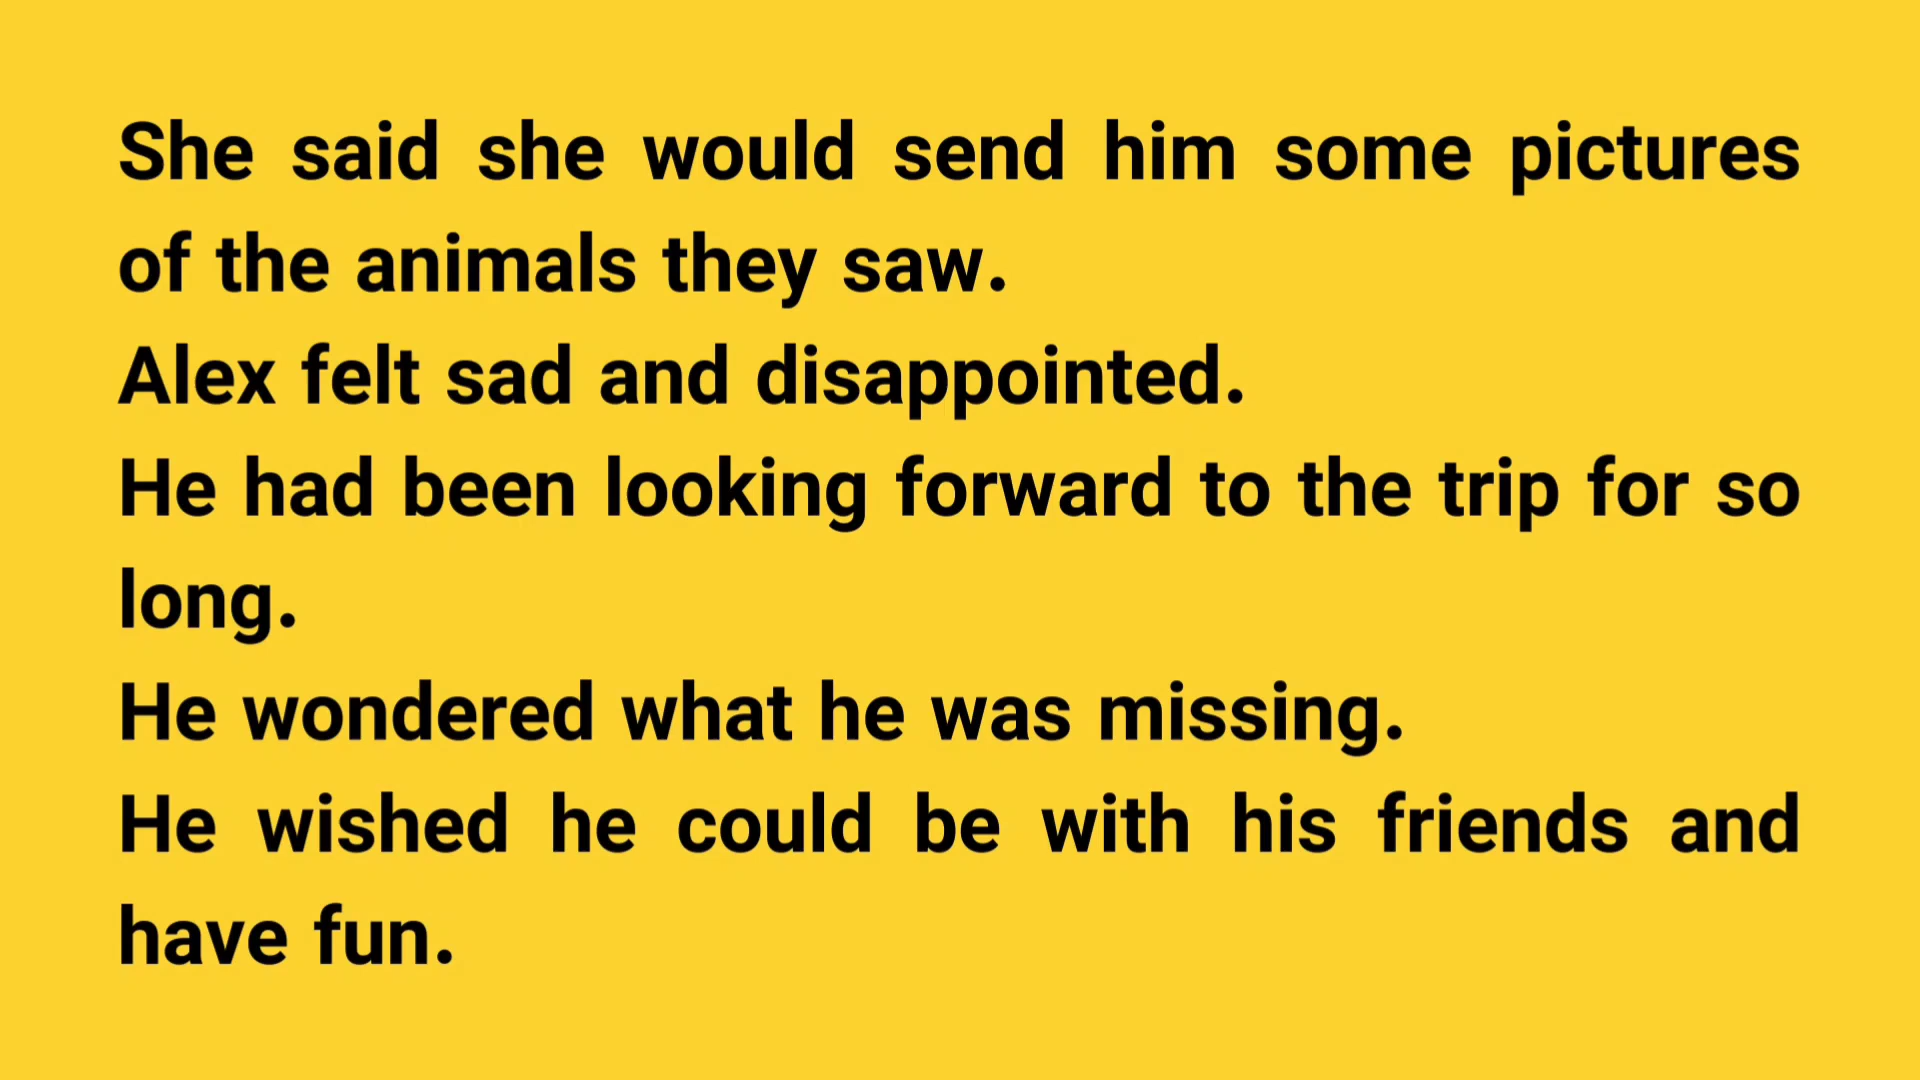 She said she would send him some pictures
of the animals they saw.
Alex felt sad and disappointed.
He had been looking forward to the trip for so
long.
He wondered what he was missing.
He wished he could be with his friends and
have fun.